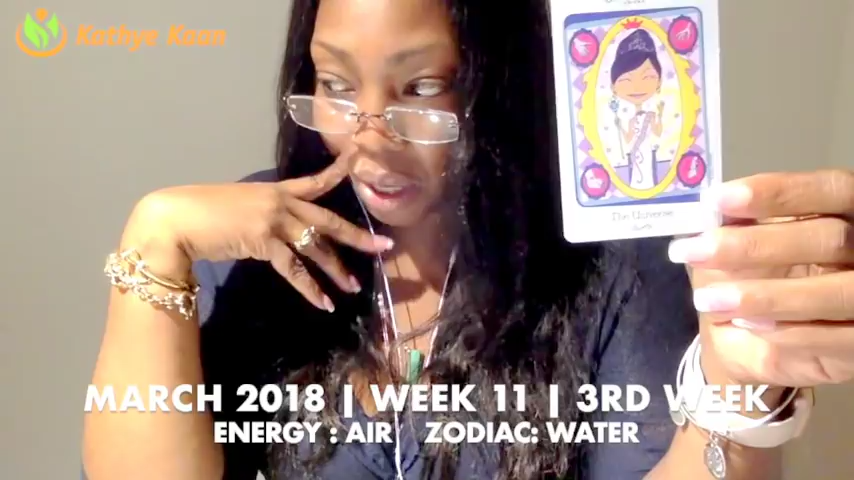 Kathye Kaan
The Universe
MARCH 2018 | WEEK 11 | 3RD WEEK
ENERGY : AIR ZODIAC: WATER